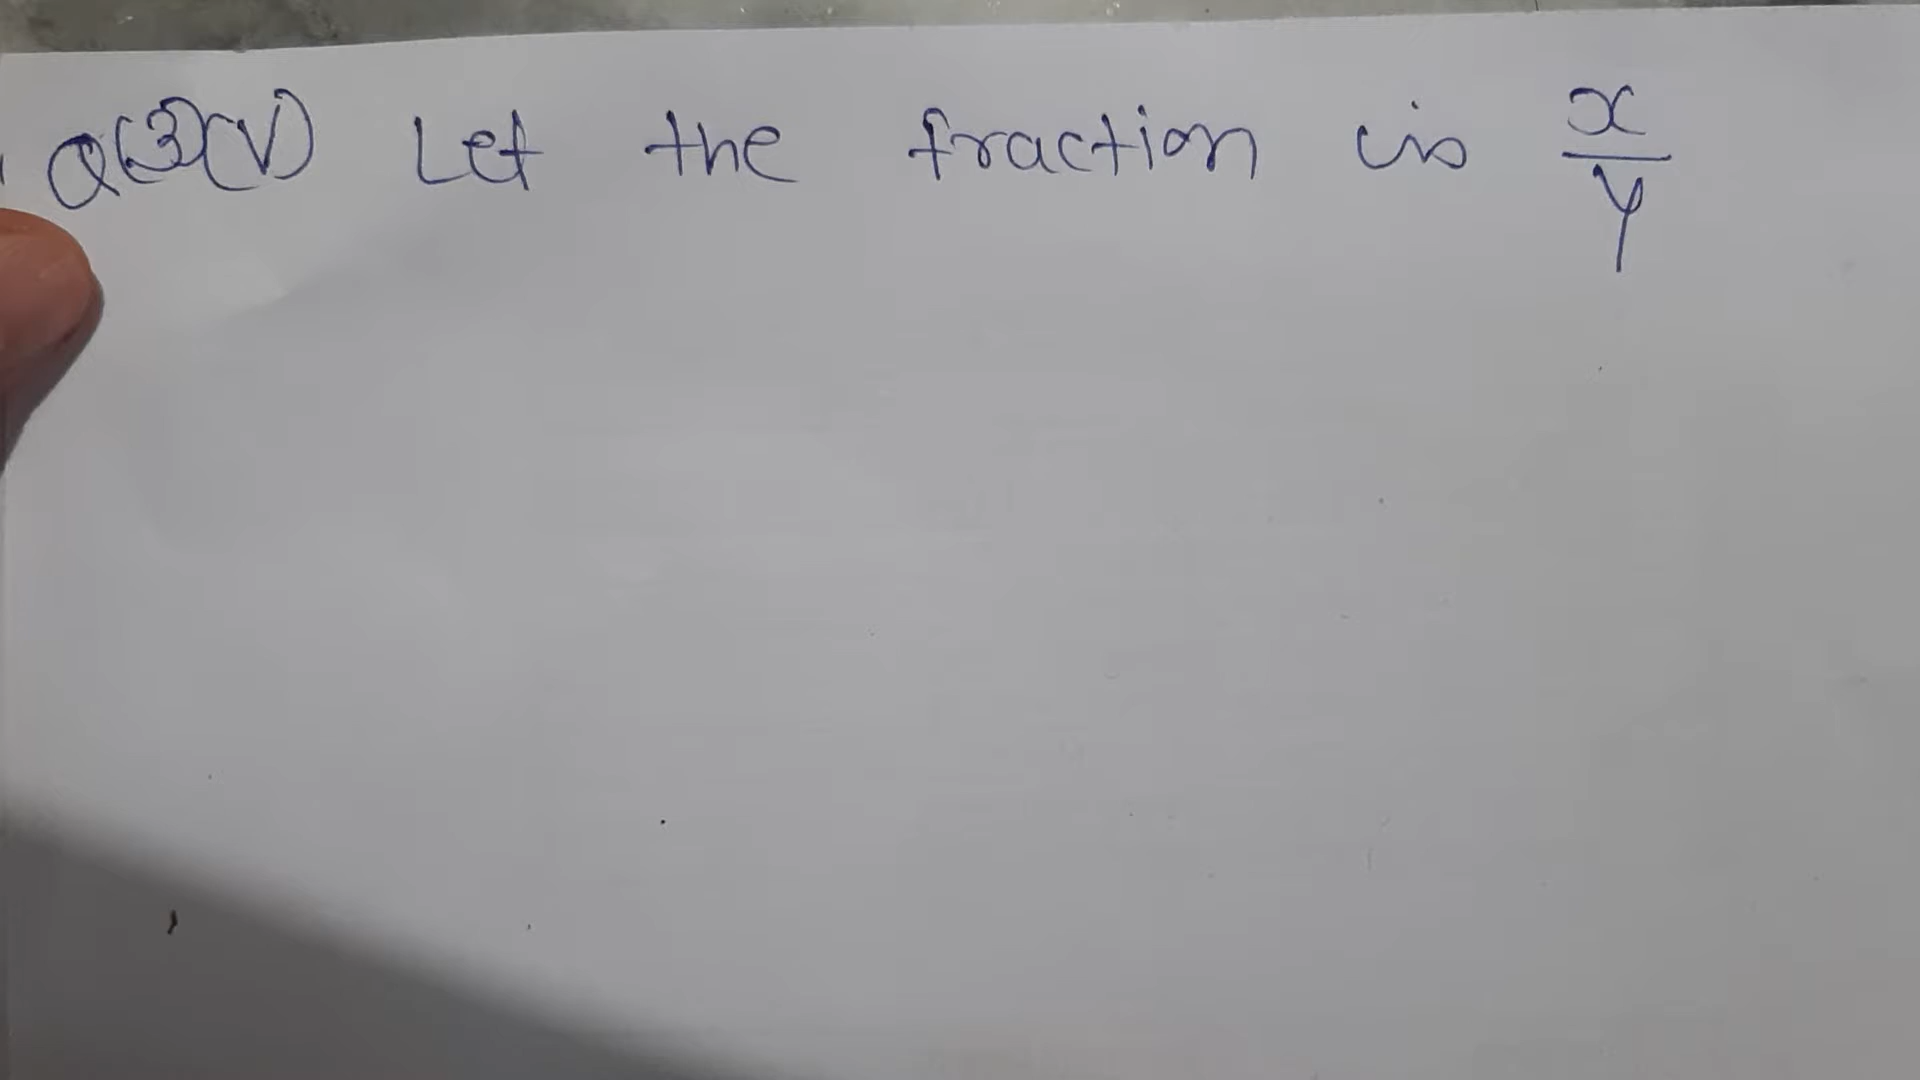 Q(3)(V) Let the fraction is x/y